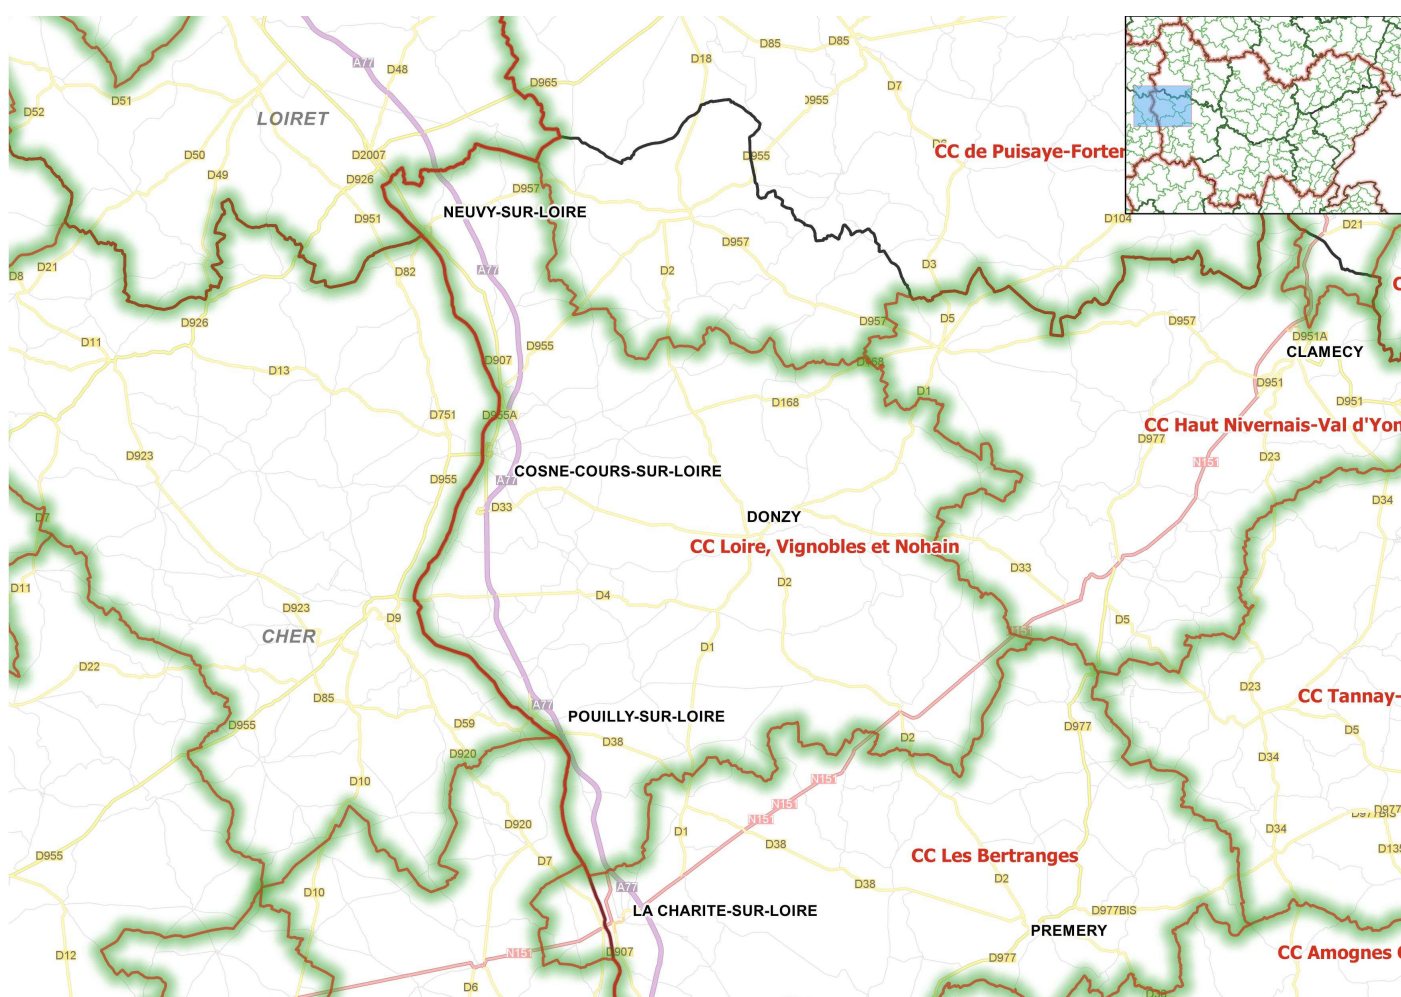 A77
D48
D85
D85
D18
D965
D7
D51
D52
D955
LOIRET
D2007
D50
D955
CC de Puisaye-Forter
D49
D926
D957
NEUVY-SUR-LOIRE
D951
D104
D21
D957
D21
D8
D82
A77
D2
D3
D926
D957
D5
D957
D11
D955
D951A
D907
CLAMECY
D13
D168
D951
D1
D951
D751
D955A
D168
CC Haut Nivernais-Val d'Yon
D977
D923
D23
N151
COSNE-COURS-SUR-LOIRE
D955
A77
D34
D33
D7
DONZY
CC Loire, Vignobles et Nohain
D33
D11
D2
D4
D923
D9
D5
CHER
D1
D22
D23
CC Tannay-
D85
A77
D59
POUILLY-SUR-LOIRE
D955
D977
D5
D38
D2
D920
D34
D10
N151
N151
D977
D977BIS
N151
D920
D1
D34
D38
D135
D955
D7
CC Les Bertranges
D10
A77
D38
D2
LA CHARITE-SUR-LOIRE
D977BIS
PREMERY
D12
N151
D907
D977
CC Amognes C
D6
D38